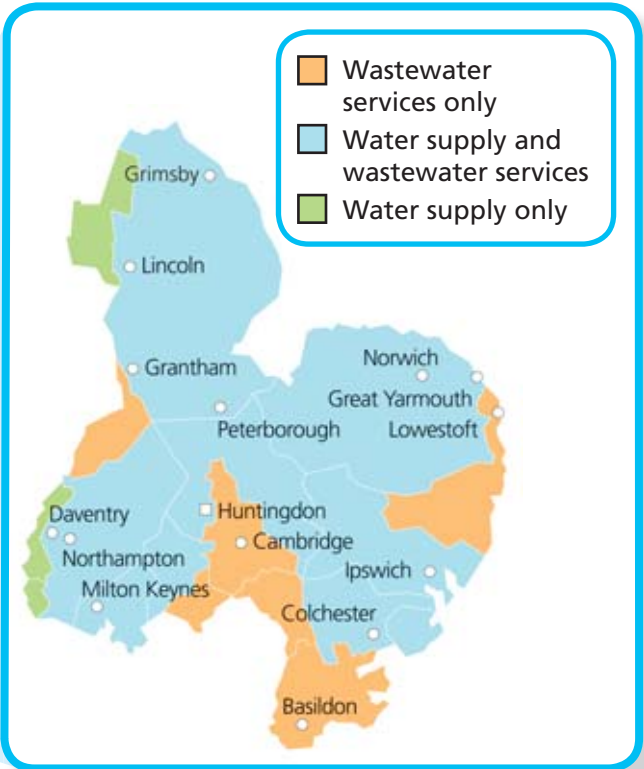 Wastewater
services only
Water supply and
wastewater services
Water supply only
Grimsby
Lincoln
Grantham
Norwich
Great Yarmouth
Peterborough
Lowestoft
Huntingdon
Daventry
Cambridge
Northampton
Ipswich
Milton Keynes
Colchester
Basildon